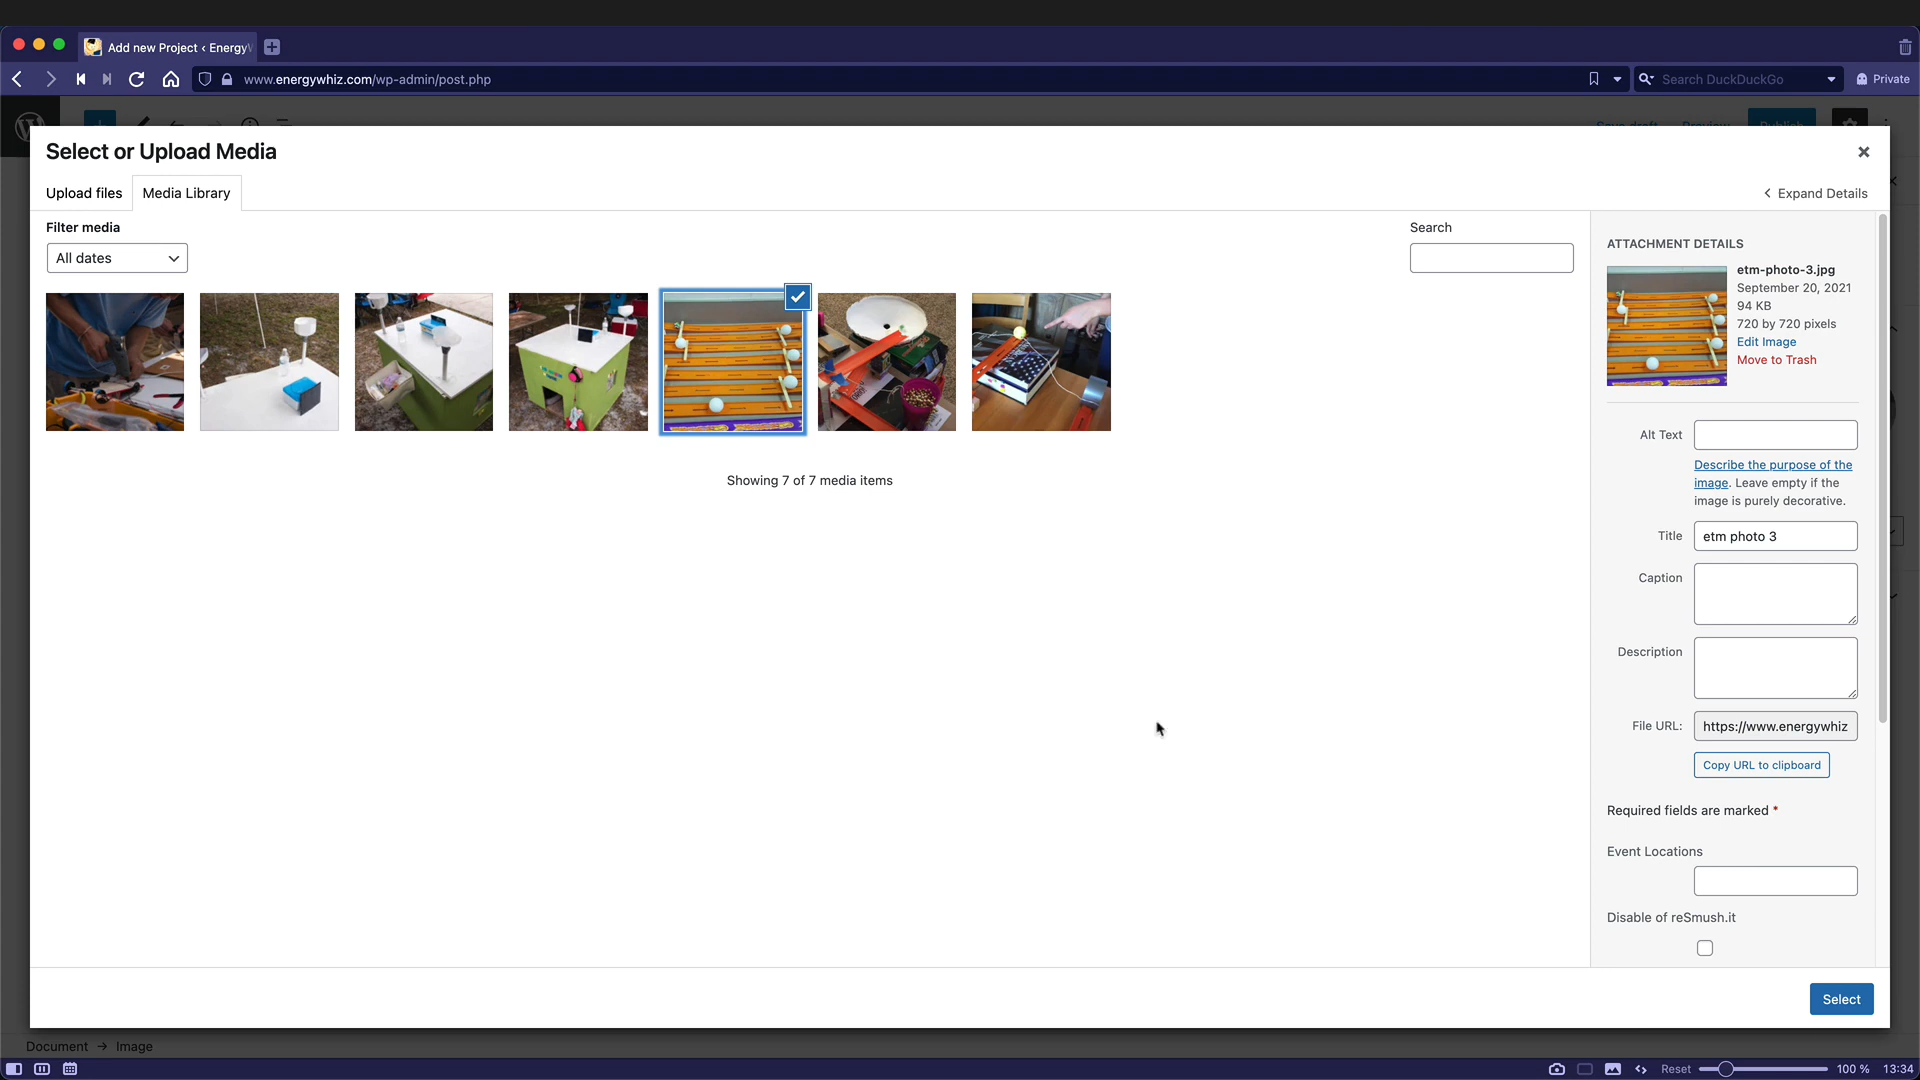 Add new Project ‹ Energy
www.energywhiz.com/wp-admin/post.php
Search DuckDuckGo
Private
Save draft
Preview
Publish
Select or Upload Media
Upload files
Media Library
Expand Details
Filter media
Search
All dates
Showing 7 of 7 media items
ATTACHMENT DETAILS
etm-photo-3.jpg
September 20, 2021
94 KB
720 by 720 pixels
Edit Image
Move to Trash
Alt Text
Describe the purpose of the
image. Leave empty if the
image is purely decorative.
Title
etm photo 3
Caption
Description
File URL:
https://www.energywhiz
Copy URL to clipboard
Required fields are marked *
Event Locations
Disable of reSmush.it
Select
Document → Image
Reset
100 %
13:34